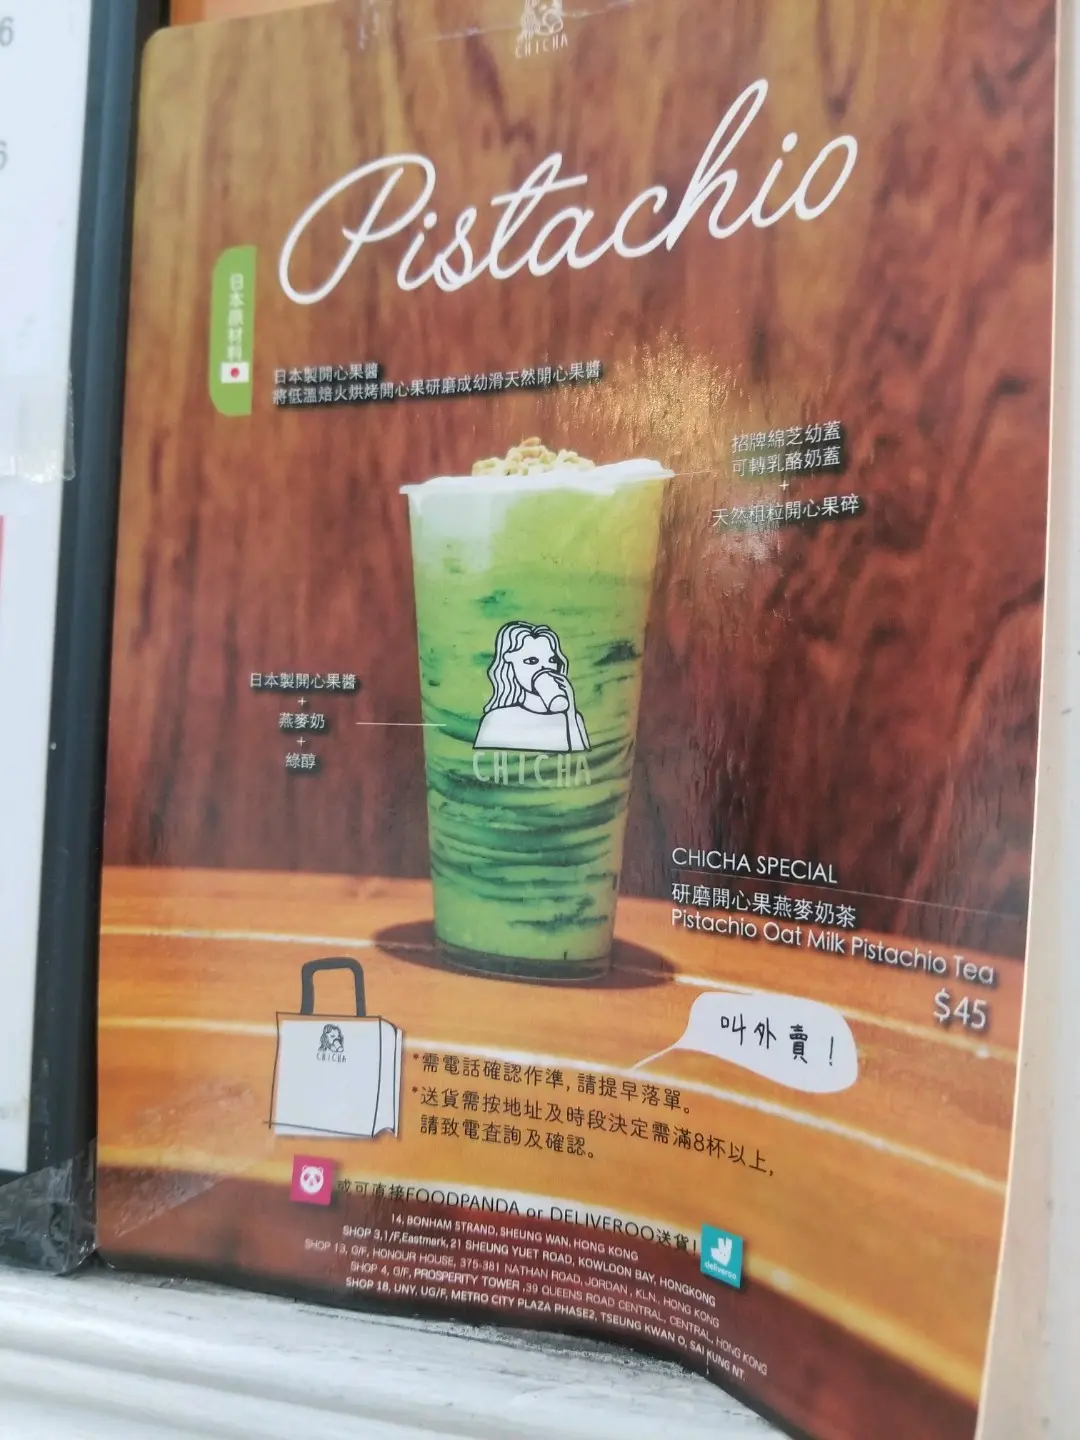 6
6
CHICHA
Pistachio
日本原材料
日本製開心果醬
將低溫焙火烘烤開心果研磨成幼滑天然開心果醬
招牌綿芝幼蓋
可轉乳酪奶蓋
+
天然粗粒開心果碎
日本製開心果醬
+
燕麥奶
+
綠醇
CHICHA
CHICHA SPECIAL
研磨開心果燕麥奶茶
Pistachio Oat Milk Pistachio Tea
$45
叫外賣！
CHICHA
*需電話確認作準, 請提早落單。
*送貨需按地址及時段決定需滿8杯以上,
請致電查詢及確認。
或可直接FOODPANDA or DELIVEROO送貨!
deliveroo
14, BONHAM STRAND, SHEUNG WAN, HONG KONG
SHOP 3,1/F,Eastmark, 21 SHEUNG YUET ROAD, KOWLOON BAY, HONGKONG
SHOP 13, G/F, HONOUR HOUSE, 375-381 NATHAN ROAD, JORDAN, KLN., HONG KONG
SHOP 4, G/F, PROSPERITY TOWER ,39 QUEENS ROAD CENTRAL, CENTRAL, HONG KONG
SHOP 18, UNY, UG/F, METRO CITY PLAZA PHASE2, TSEUNG KWAN O, SAI KUNG NT.